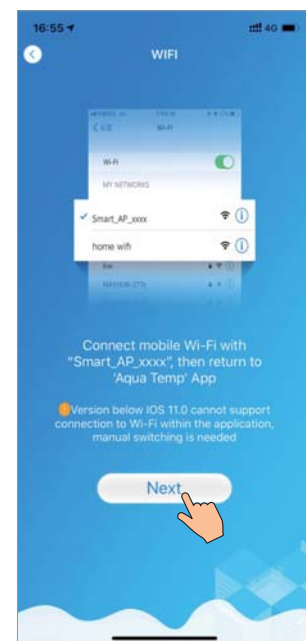 16:55
4G
WIFI
Wi-Fi
Wi-Fi
MY NETWORKS
Smart_AP_xxxx
home wifi
Connect mobile Wi-Fi with
“Smart_AP_xxxx”, then return to
‘Aqua Temp’ App
Version below IOS 11.0 cannot support
connection to Wi-Fi within the application,
manual switching is needed
Next